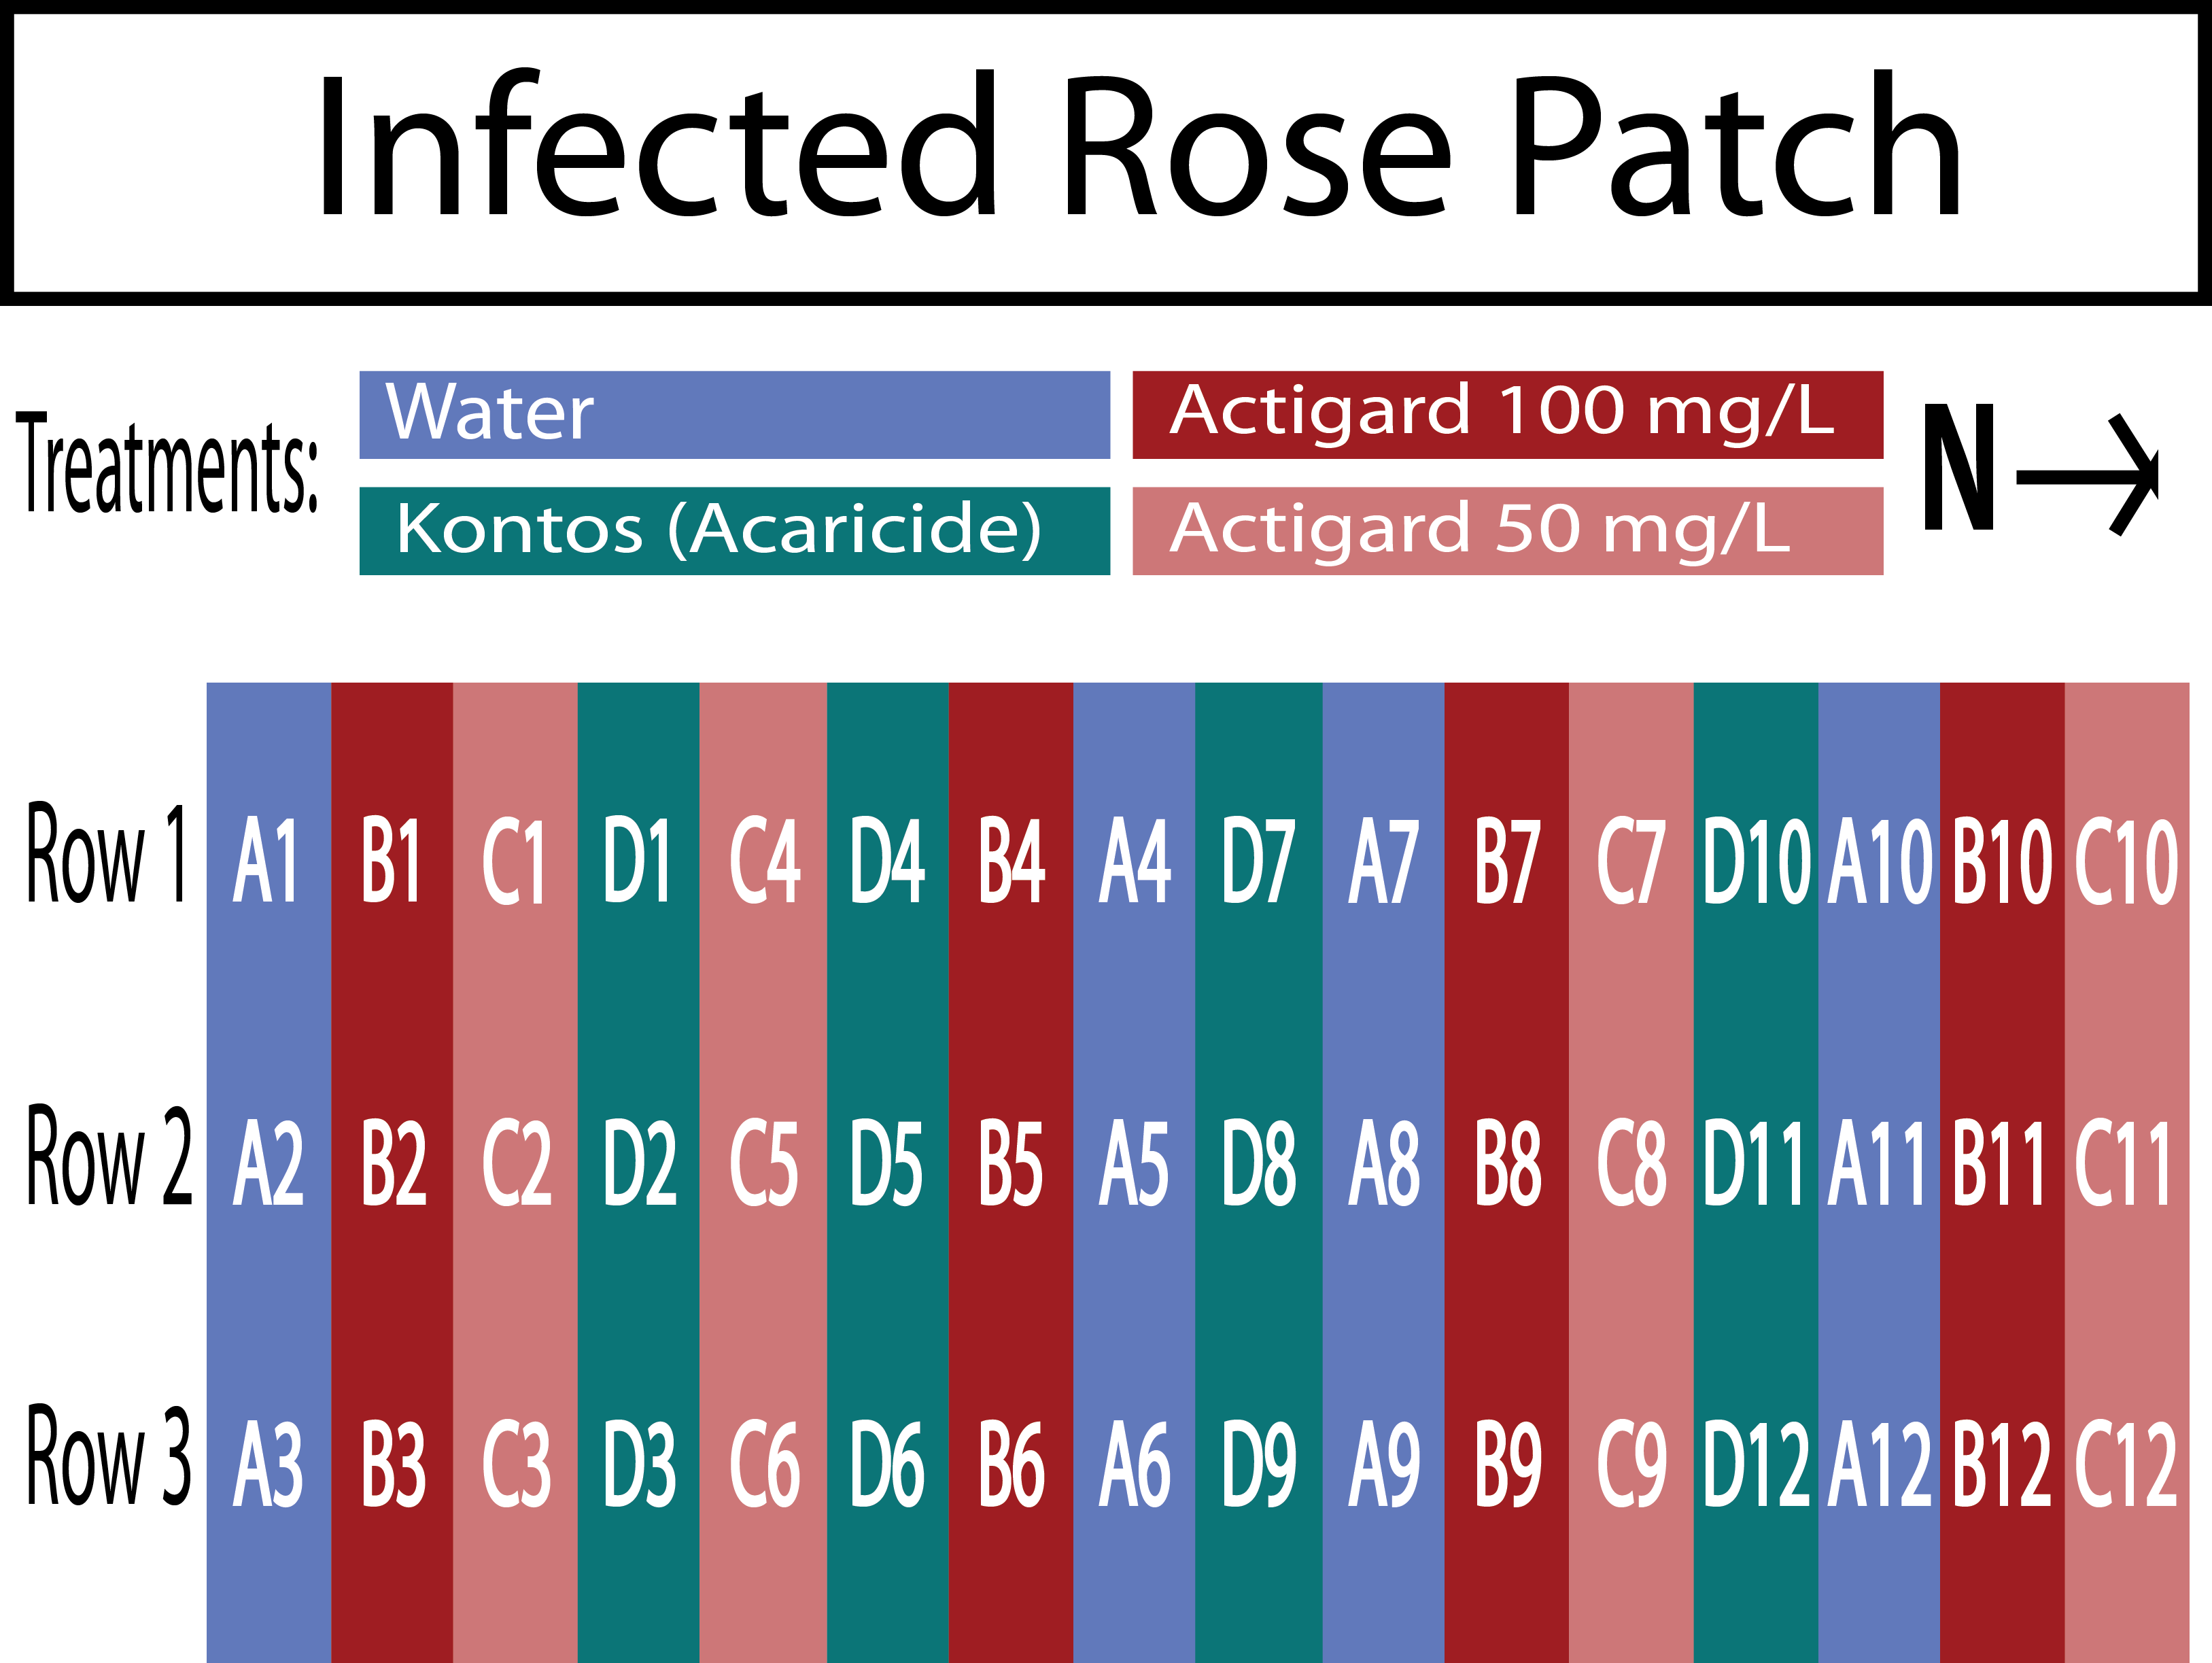 Infected Rose Patch
Treatments:
Water
Actigard 100 mg/L
Kontos (Acaricide)
Actigard 50 mg/L
N
Row 1 A1 B1 C1 D1 C4 D4 B4 A4 D7 A7 B7 C7 D10 A10 B10 C10
Row 2 A2 B2 C2 D2 C5 D5 B5 A5 D8 A8 B8 C8 D11 A11 B11 C11
Row 3 A3 B3 C3 D3 C6 D6 B6 A6 D9 A9 B9 C9 D12 A12 B12 C12